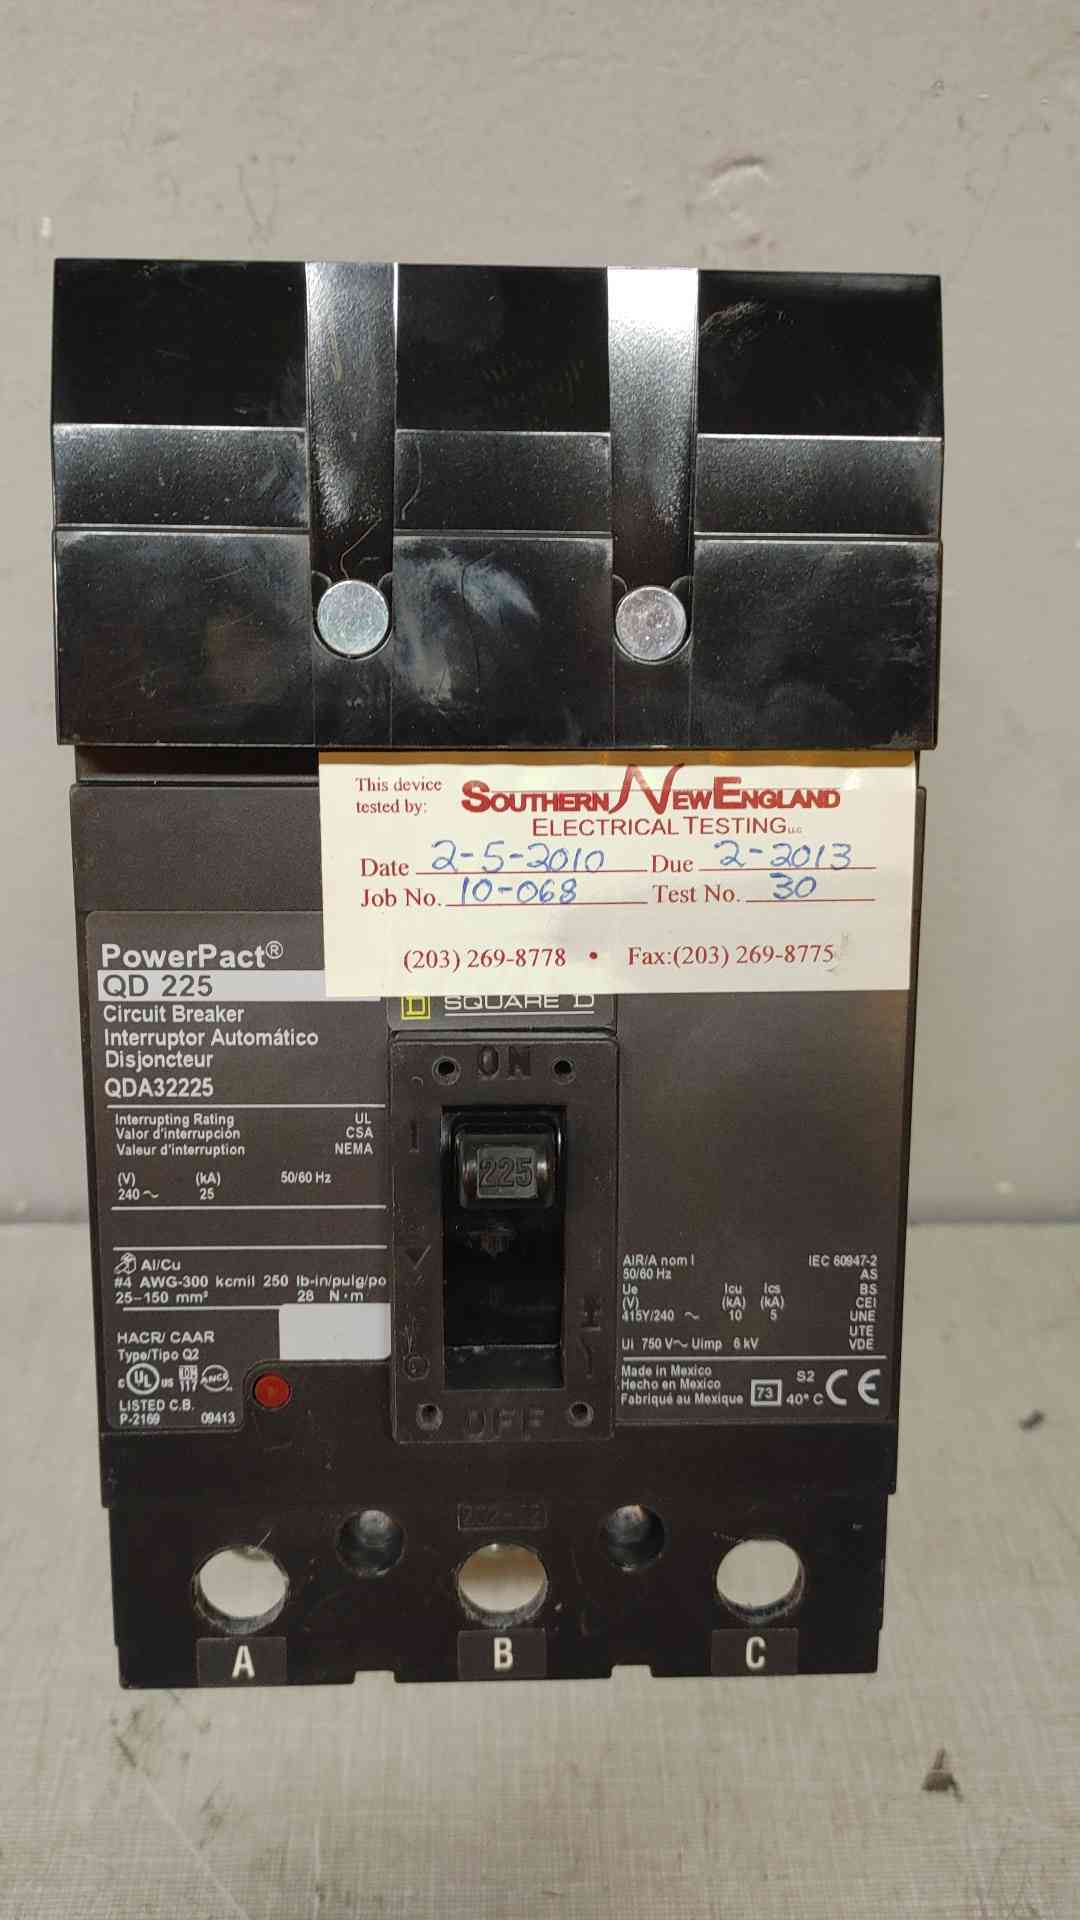 This device
tested by:
SOUTHERN NEW ENGLAND
ELECTRICAL TESTING LLC
Date 2-5-2010 Due 2-2013
Job No. 10-068 Test No. 30
(203) 269-8778 • Fax:(203) 269-8775
PowerPact®
QD 225
Circuit Breaker
Interruptor Automático
Disjoncteur
QDA32225
Interrupting Rating UL
Valor d'interrupción CSA
Valeur d'interruption NEMA
(V) (kA) 50/60 Hz
240 ~ 25
Al/Cu
#4 AWG-300 kcmil 250 lb-in/pulg/po
25-150 mm² 28 N·m
HACR/ CAAR
Type/Tipo Q2
c UL us ANCE
LISTED C.B.
P-2169 09413
D SQUARE D
ON
I
225
OFF
AIR/A nom I IEC 60947-2
50/60 Hz AS
Ue Icu Ics BS
(V) (kA) (kA) CEI
415Y/240 ~ 10 5 UNE
UTE
Ui 750 V~ Uimp 6 kV VDE
Made in Mexico
Hecho en Mexico
Fabriqué au Mexique 73 S2 40° C CE
A B C